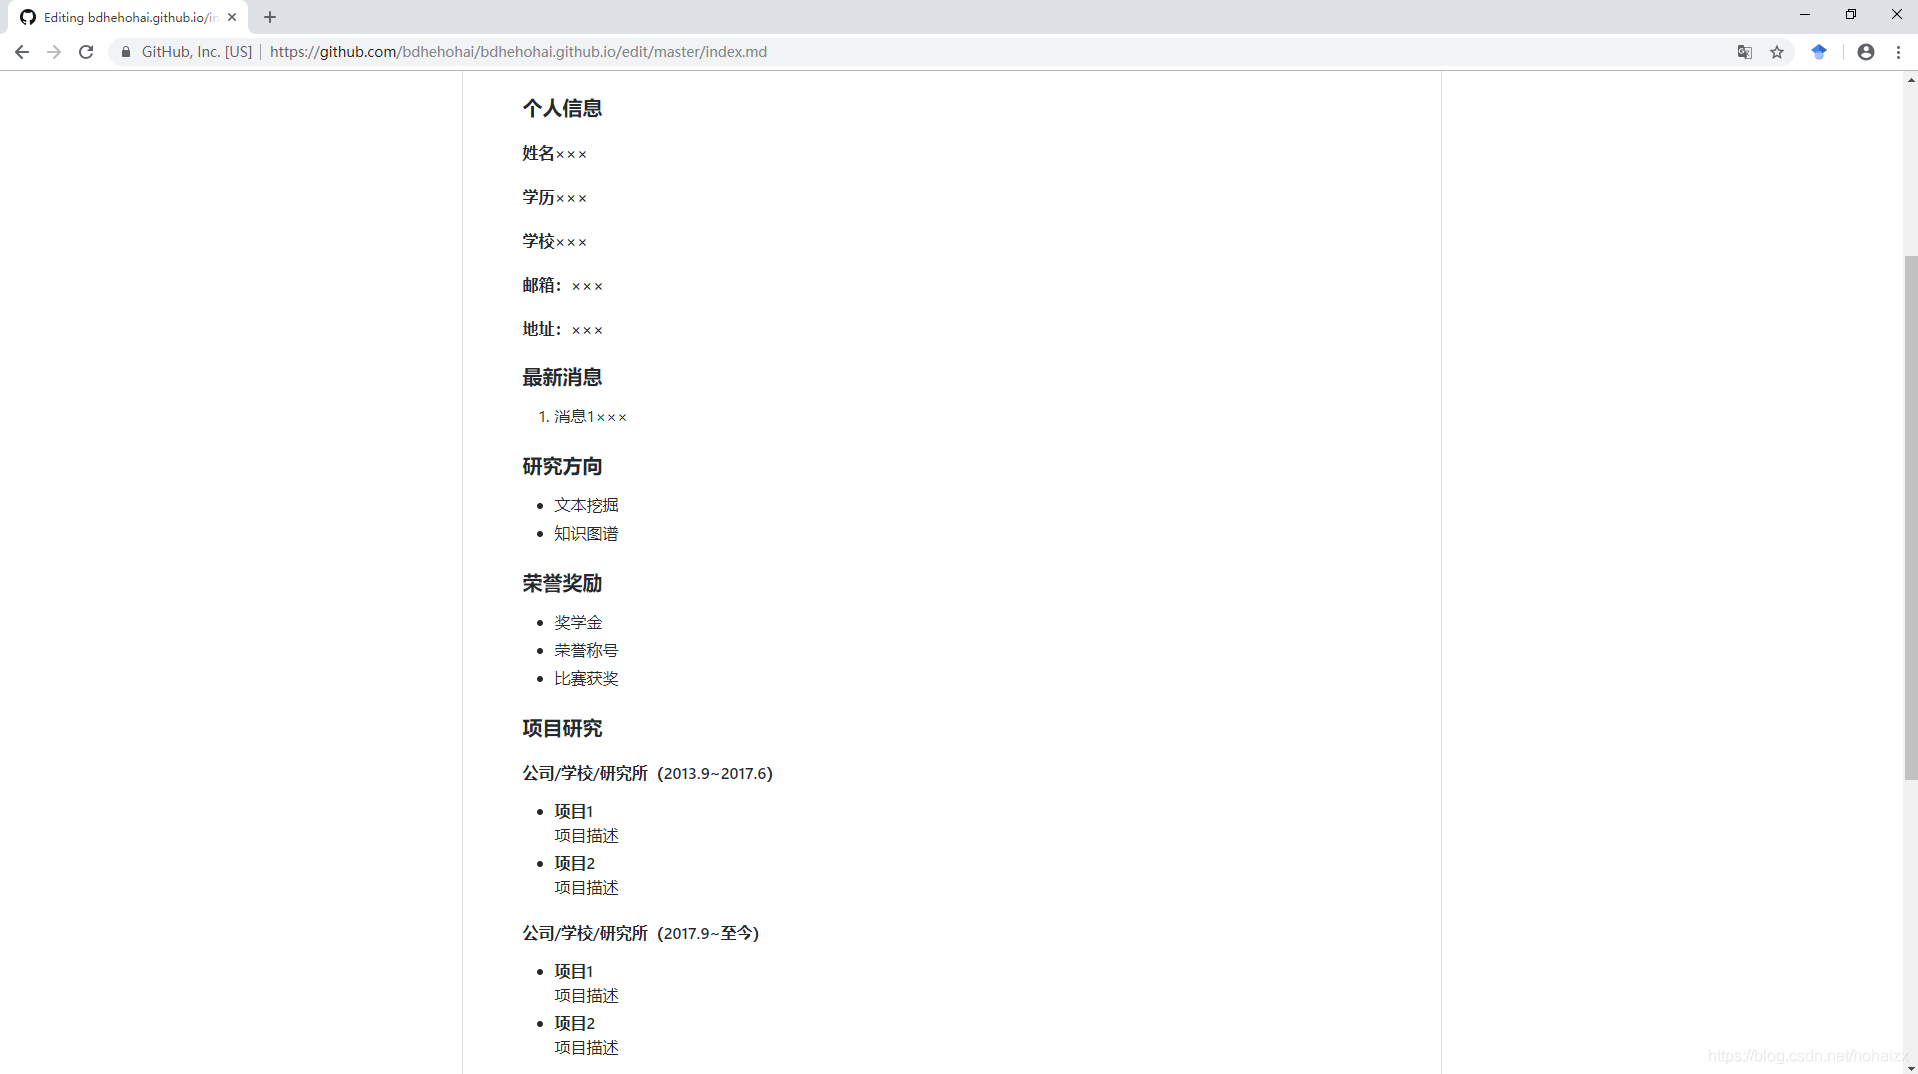 Editing bdhehohai.github.io/in
GitHub, Inc. [US] | https://github.com/bdhehohai/bdhehohai.github.io/edit/master/index.md
个人信息
姓名×××
学历×××
学校×××
邮箱：×××
地址：×××
最新消息
1. 消息1×××
研究方向
• 文本挖掘
• 知识图谱
荣誉奖励
• 奖学金
• 荣誉称号
• 比赛获奖
项目研究
公司/学校/研究所（2013.9~2017.6）
• 项目1
项目描述
• 项目2
项目描述
公司/学校/研究所（2017.9~至今）
• 项目1
项目描述
• 项目2
项目描述
https://blog.csdn.net/hohaizx